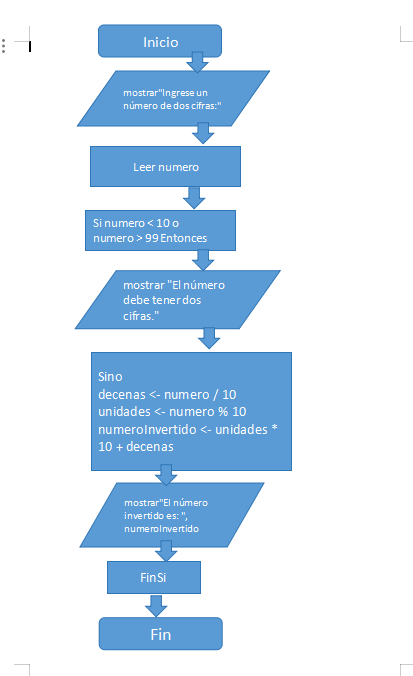 Inicio
mostrar"Ingrese un
número de dos cifras:"
Leer numero
Si numero < 10 o
numero > 99 Entonces
mostrar "El número
debe tener dos
cifras."
Sino
decenas <- numero / 10
unidades <- numero % 10
numeroInvertido <- unidades *
10 + decenas
mostrar"El número
invertido es: ",
numeroInvertido
FinSi
Fin